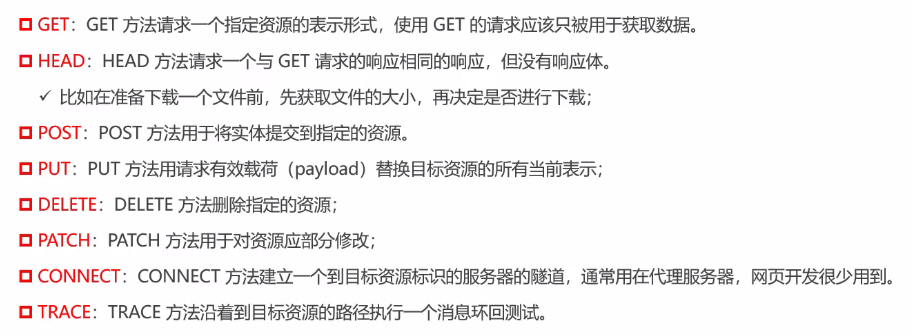 GET：GET 方法请求一个指定资源的表示形式，使用 GET 的请求应该只被用于获取数据。
HEAD：HEAD 方法请求一个与 GET 请求的响应相同的响应，但没有响应体。
✓ 比如在准备下载一个文件前，先获取文件的大小，再决定是否进行下载；
POST：POST 方法用于将实体提交到指定的资源。
PUT：PUT 方法用请求有效载荷（payload）替换目标资源的所有当前表示；
DELETE：DELETE 方法删除指定的资源；
PATCH：PATCH 方法用于对资源应部分修改；
CONNECT：CONNECT 方法建立一个到目标资源标识的服务器的隧道，通常用在代理服务器，网页开发很少用到。
TRACE：TRACE 方法沿着到目标资源的路径执行一个消息环回测试。